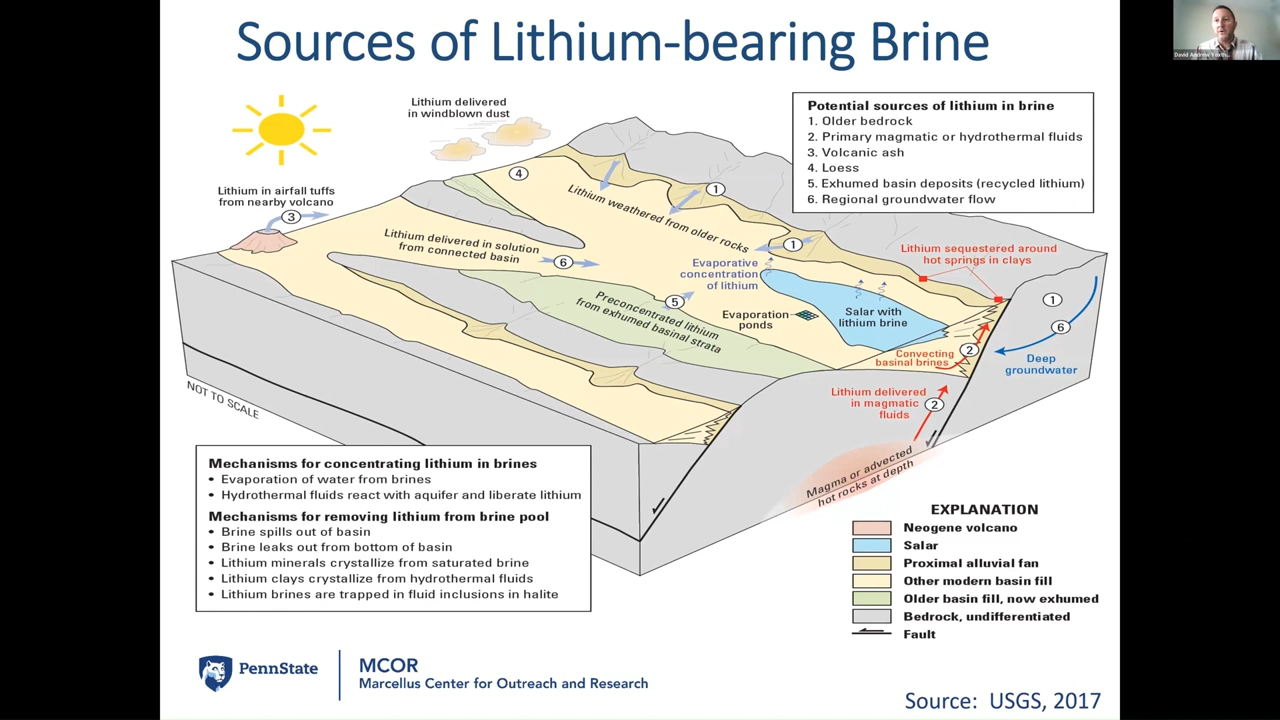 Sources of Lithium-bearing Brine
Lithium delivered
in windblown dust
Potential sources of lithium in brine
1. Older bedrock
2. Primary magmatic or hydrothermal fluids
3. Volcanic ash
4. Loess
5. Exhumed basin deposits (recycled lithium)
6. Regional groundwater flow
Lithium in airfall tuffs
from nearby volcano
3
4
1
Lithium weathered from older rocks
1
Lithium delivered in solution
from connected basin
6
Evaporative
concentration
of lithium
Lithium sequestered around
hot springs in clays
5
Preconcentrated lithium
from exhumed basinal strata
Evaporation
ponds
Salar with
lithium brine
1
6
Deep
groundwater
Convecting
basinal brines
2
Lithium delivered
in magmatic
fluids
2
Magma or advected
hot rocks at depth
NOT TO SCALE
Mechanisms for concentrating lithium in brines
• Evaporation of water from brines
• Hydrothermal fluids react with aquifer and liberate lithium
Mechanisms for removing lithium from brine pool
• Brine spills out of basin
• Brine leaks out from bottom of basin
• Lithium minerals crystallize from saturated brine
• Lithium clays crystallize from hydrothermal fluids
• Lithium brines are trapped in fluid inclusions in halite
EXPLANATION
Neogene volcano
Salar
Proximal alluvial fan
Other modern basin fill
Older basin fill, now exhumed
Bedrock, undifferentiated
Fault
PennState
MCOR
Marcellus Center for Outreach and Research
Source: USGS, 2017
David Andrew